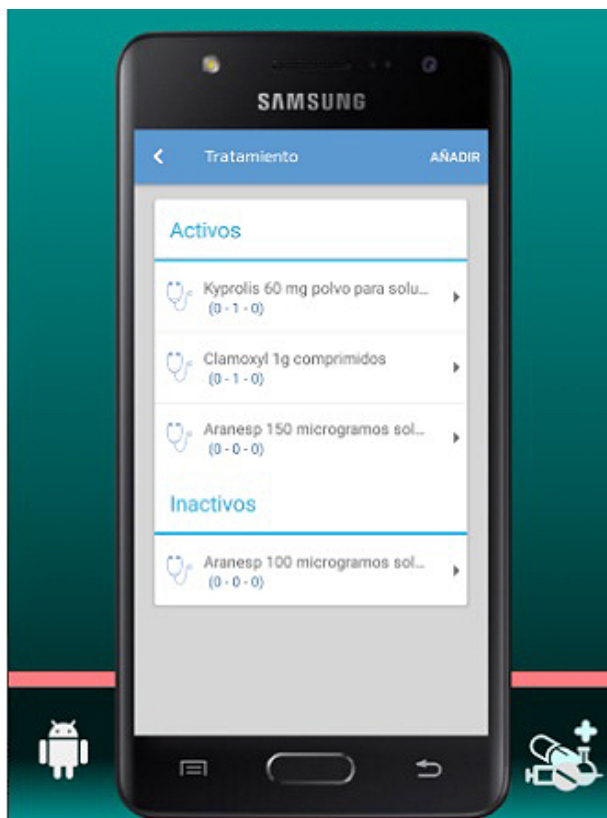 SAMSUNG
Tratamiento AÑADIR
Activos
Kyprolis 60 mg polvo para solu...
(0 - 1 - 0)
Clamoxyl 1g comprimidos
(0 - 1 - 0)
Aranesp 150 microgramos sol...
(0 - 0 - 0)
Inactivos
Aranesp 100 microgramos sol...
(0 - 0 - 0)